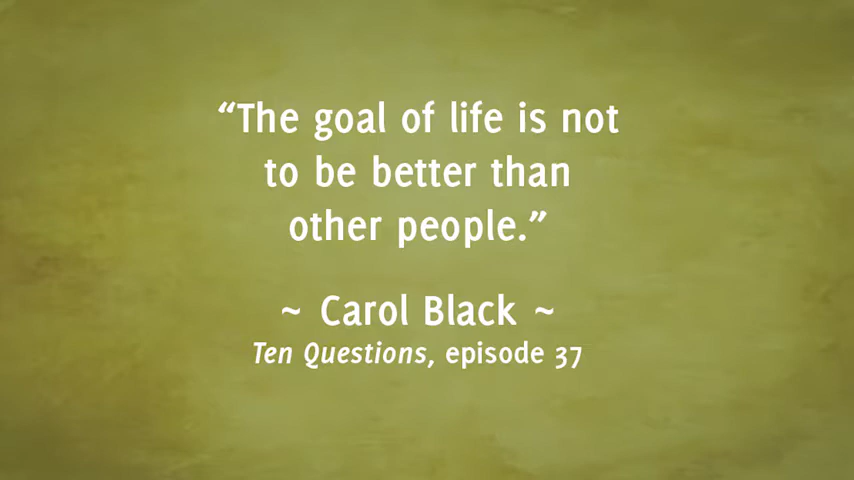 “The goal of life is not
to be better than
other people.”
~ Carol Black ~
Ten Questions, episode 37